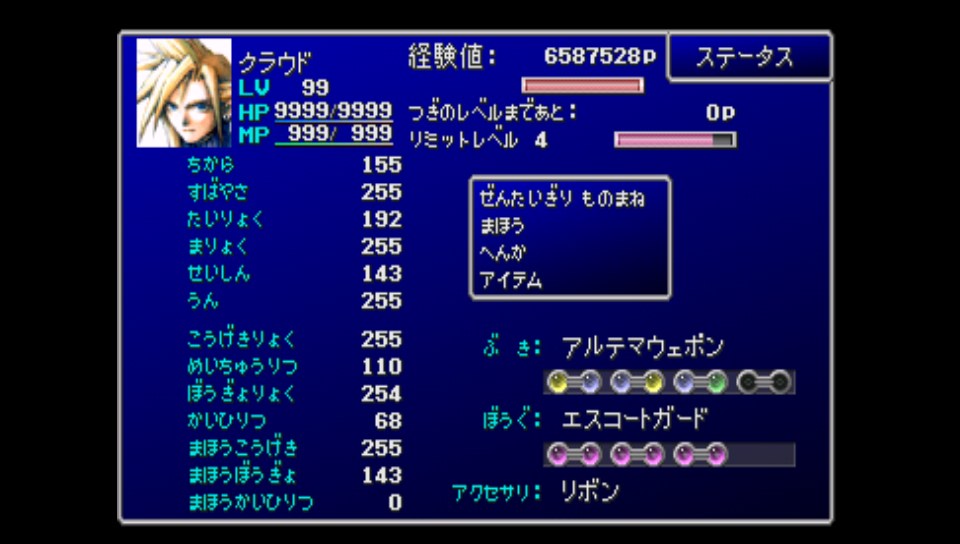 クラウド 経験値: 6587528p ステータス
LV 99
HP 9999/9999 つぎのレベルまであと: 0p
MP 999/ 999 リミットレベル 4
ちから 155
すばやさ 255
たいりょく 192
まりょく 255
せいしん 143
うん 255
ぜんたいぎり ものまね
まほう
へんか
アイテム
こうげきりょく 255
めいちゅうりつ 110
ぼうぎょりょく 254
かいひりつ 68
まほうこうげき 255
まほうぼうぎょ 143
まほうかいひりつ 0
ぶ き: アルテマウェポン
ぼうぐ: エスコートガード
アクセサリ: リボン